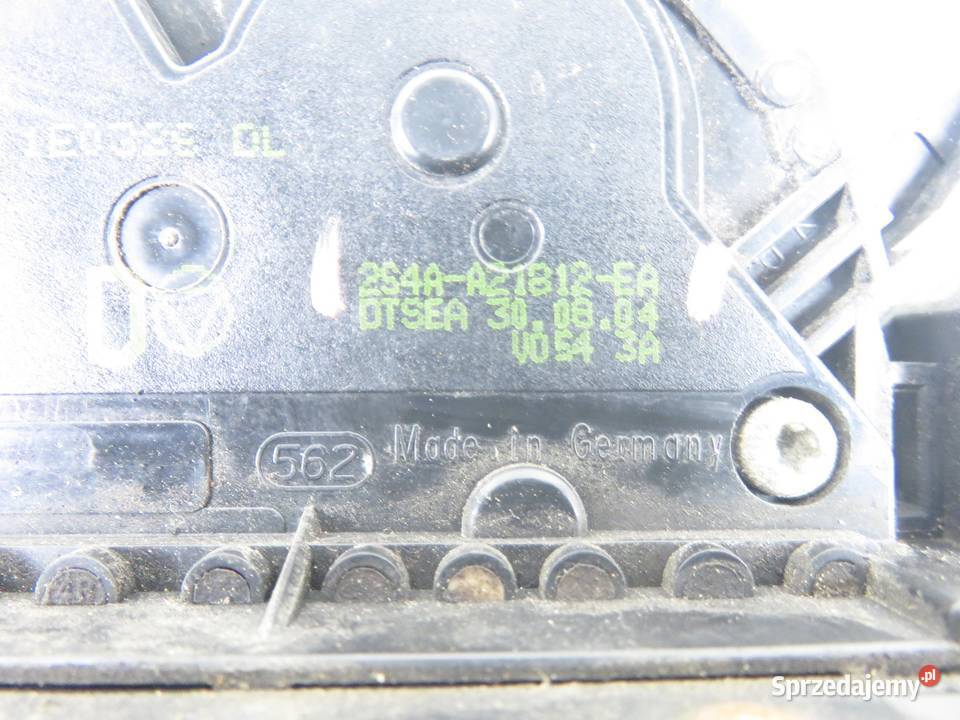 2S4A-A21812-EA
DTSEA 30.08.04
V054 3A
562 Made in Germany
Sprzedajemy.pl